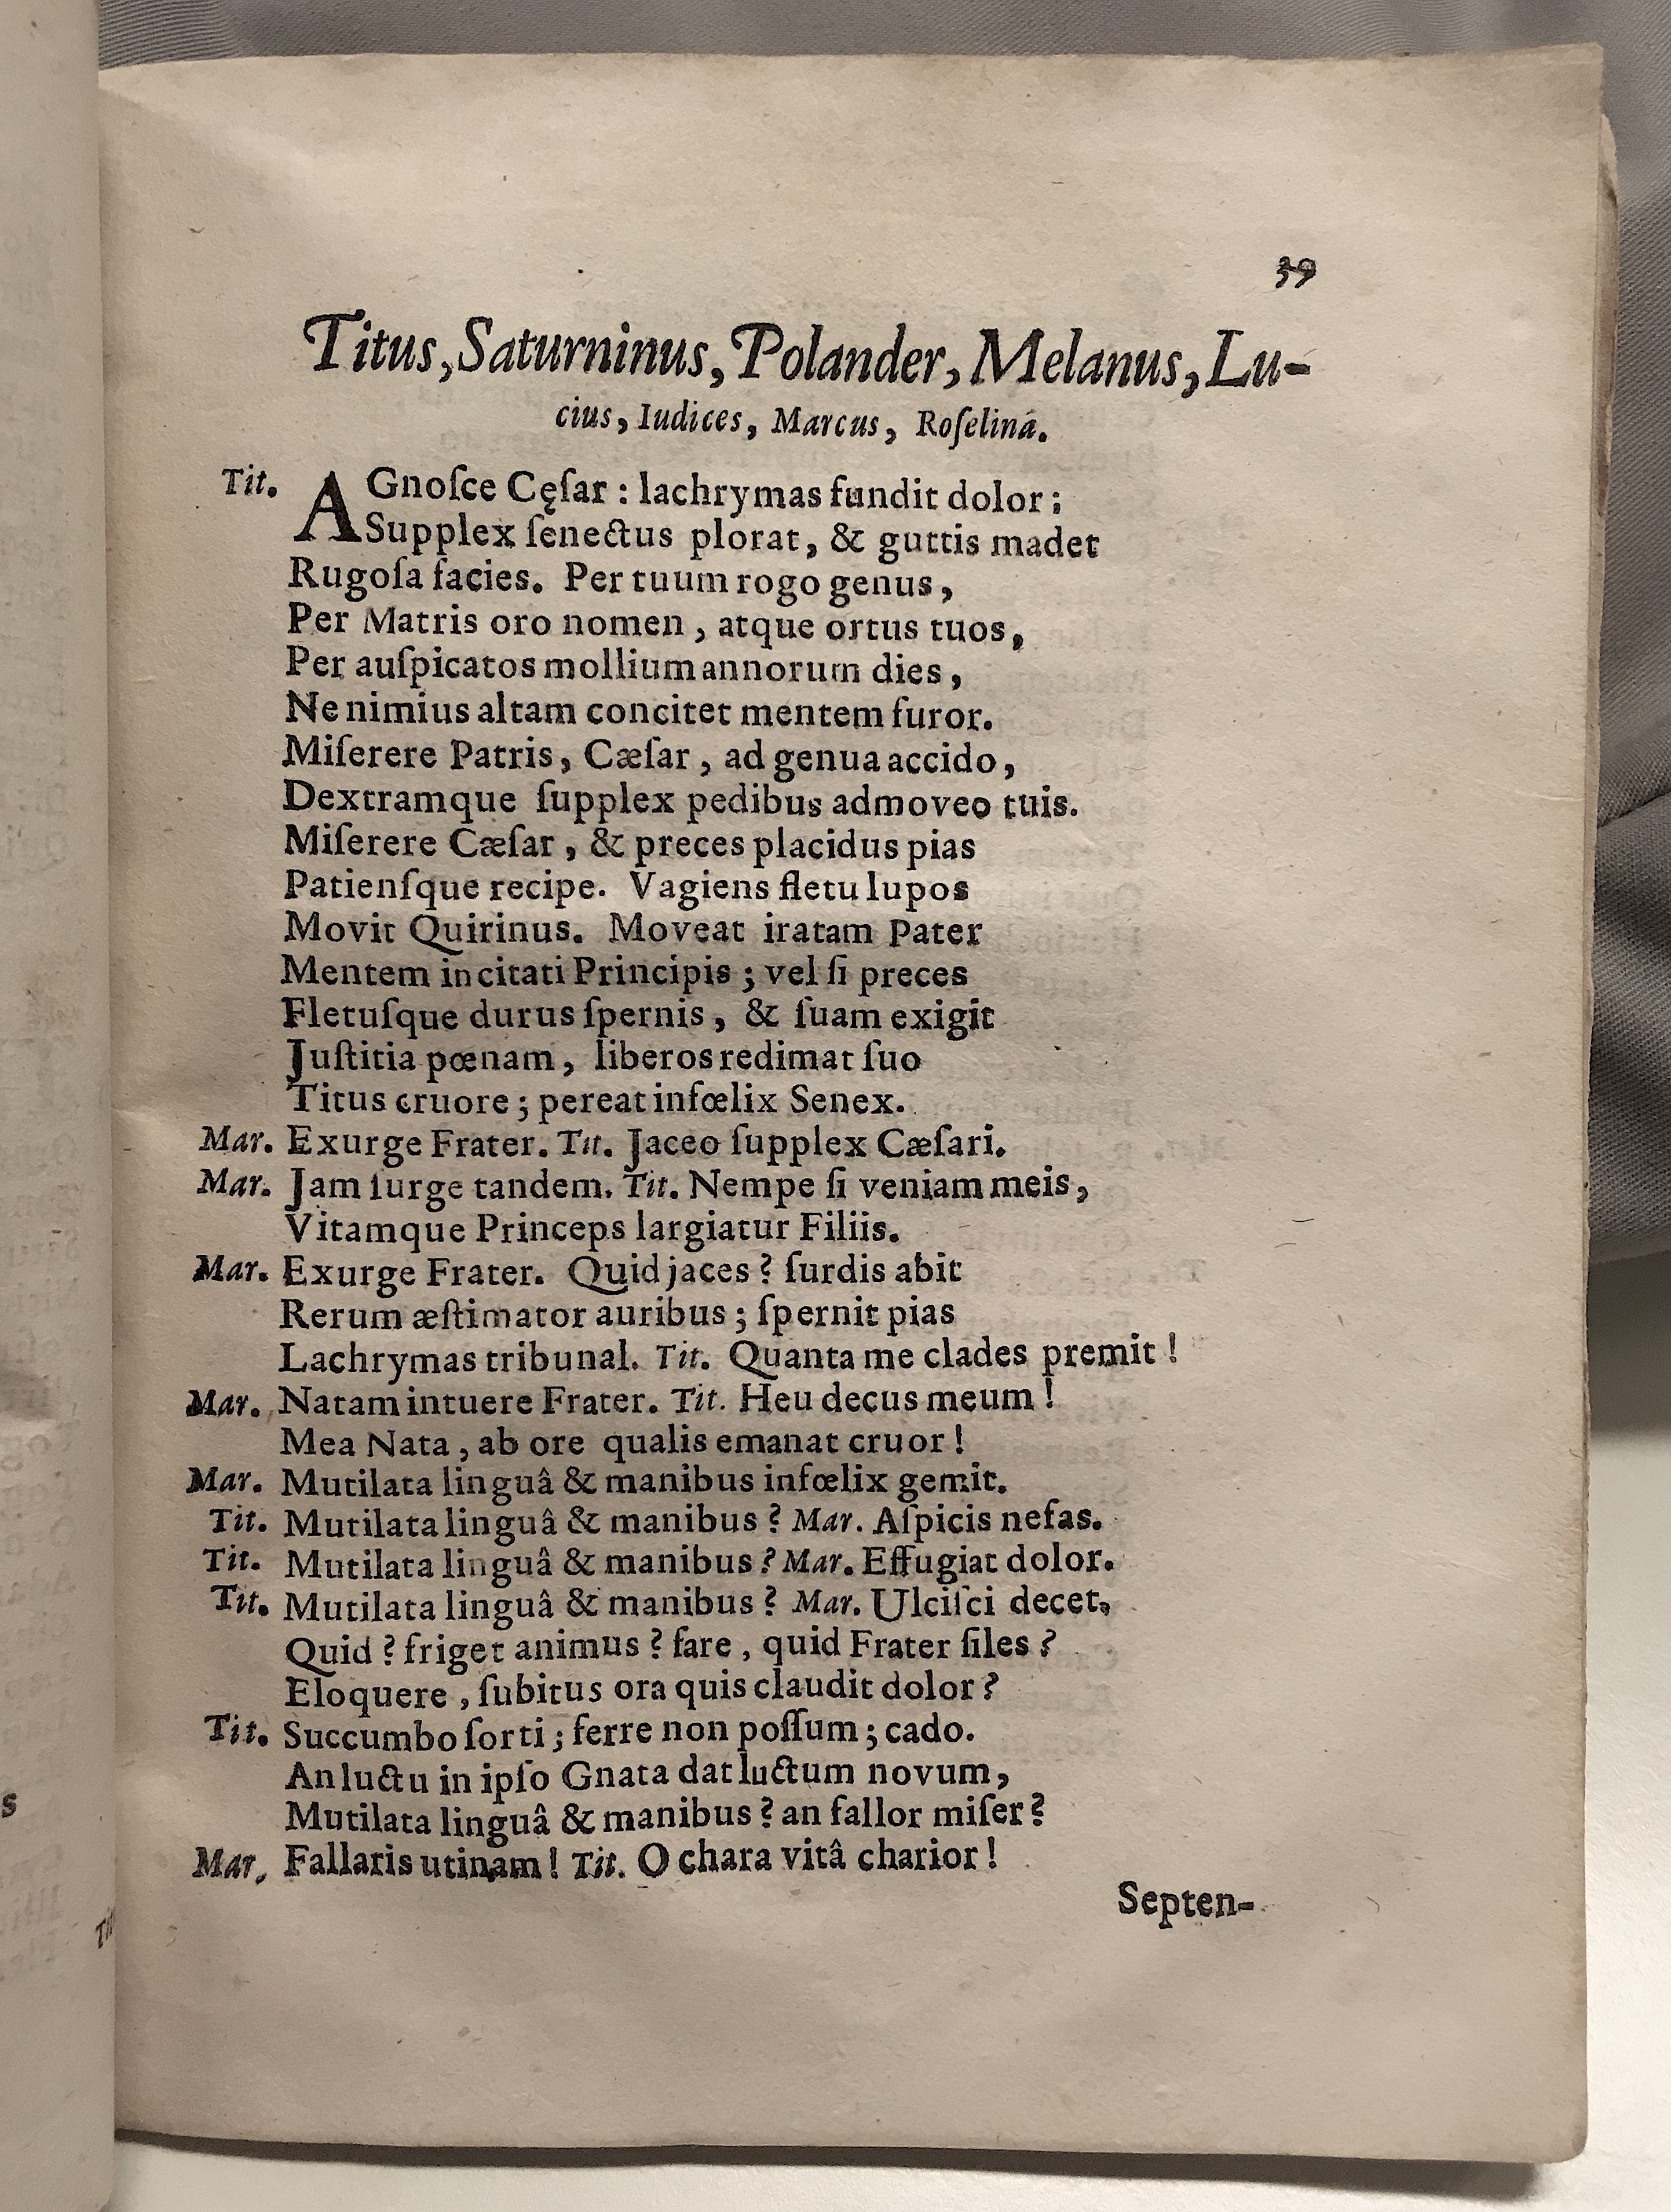 39
Titus, Saturninus, Polander, Melanus, Lu-
cius, Iudices, Marcus, Roſelina.
Tit. AGnoſce Cęſar : lachrymas fundit dolor ;
Supplex ſenectus plorat, & guttis madet
Rugoſa facies. Per tuum rogo genus,
Per Matris oro nomen, atque ortus tuos,
Per auſpicatos mollium annorum dies,
Ne nimius altam concitet mentem furor.
Miſerere Patris, Cæſar, ad genua accido,
Dextramque ſupplex pedibus admoveo tuis.
Miſerere Cæſar, & preces placidus pias
Patienſque recipe. Vagiens fletu lupos
Movit Quirinus. Moveat iratam Pater
Mentem incitati Principis ; vel ſi preces
Fletuſque durus ſpernis, & ſuam exigit
Juſtitia pœnam, liberos redimat ſuo
Titus cruore ; pereat infœlix Senex.
Mar. Exurge Frater. Tit. Jaceo ſupplex Cæſari.
Mar. Jam ſurge tandem. Tit. Nempe ſi veniam meis,
Vitamque Princeps largiatur Filiis.
Mar. Exurge Frater. Quid jaces ? ſurdis abit
Rerum æſtimator auribus ; ſpernit pias
Lachrymas tribunal. Tit. Quanta me clades premit !
Mar. Natam intuere Frater. Tit. Heu decus meum !
Mea Nata, ab ore qualis emanat cruor !
Mar. Mutilata linguâ & manibus infœlix gemit.
Tit. Mutilata linguâ & manibus ? Mar. Aſpicis nefas.
Tit. Mutilata linguâ & manibus ? Mar. Effugiat dolor.
Tit. Mutilata linguâ & manibus ? Mar. Ulciſci decet,
Quid ? friget animus ? fare, quid Frater ſiles ?
Eloquere, ſubitus ora quis claudit dolor ?
Tit. Succumbo ſorti ; ferre non poſſum ; cado.
An luctu in ipſo Gnata dat luctum novum,
Mutilata linguâ & manibus ? an fallor miſer ?
Mar. Fallaris utinam ! Tit. O chara vitâ charior !
Septen-